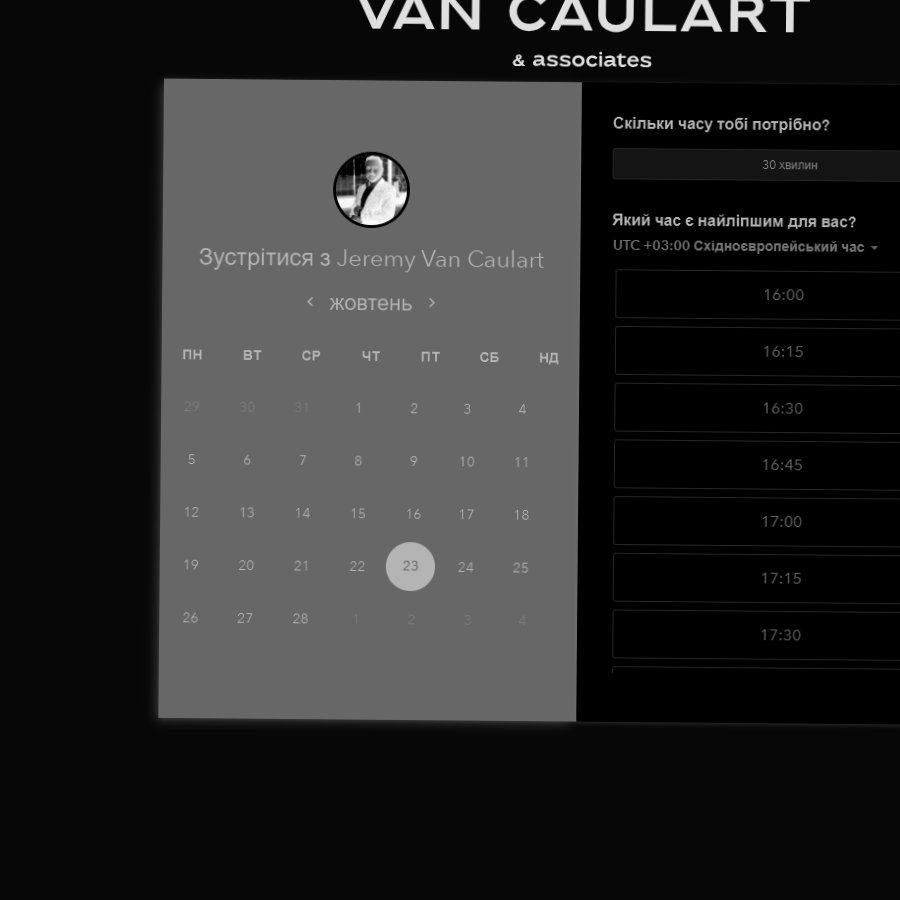 VAN CAULART
& associates
Зустрітися з Jeremy Van Caulart
жовтень
ПН ВТ СР ЧТ ПТ СБ НД
29 30 31 1 2 3 4
5 6 7 8 9 10 11
12 13 14 15 16 17 18
19 20 21 22 23 24 25
26 27 28 1 2 3 4
Скільки часу тобі потрібно?
30 хвилин
Який час є найліпшим для вас?
UTC +03:00 Східноєвропейський час
16:00
16:15
16:30
16:45
17:00
17:15
17:30